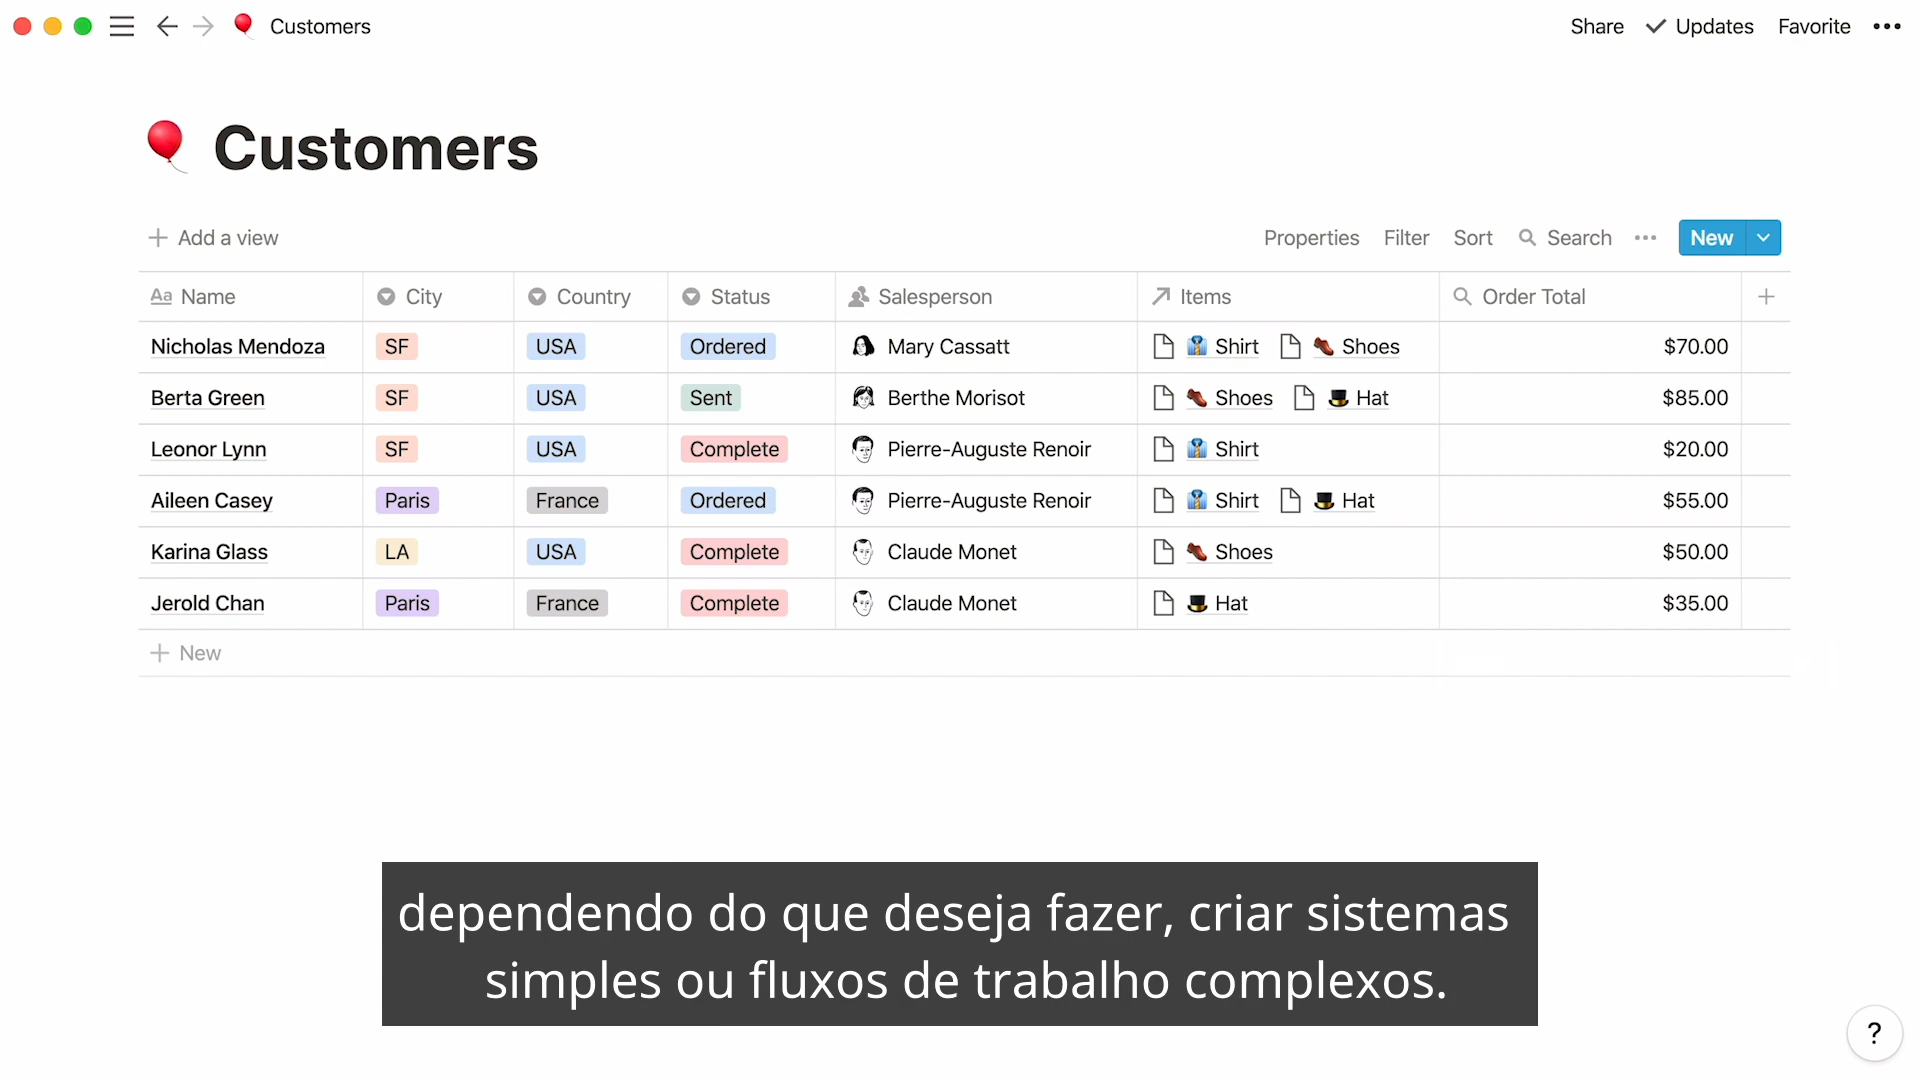 Customers
Share Updates Favorite •••
Customers
Add a view
Properties Filter Sort Search ••• New
Aa Name City Country Status Salesperson Items Order Total
Nicholas Mendoza SF USA Ordered Mary Cassatt Shirt Shoes $70.00
Berta Green SF USA Sent Berthe Morisot Shoes Hat $85.00
Leonor Lynn SF USA Complete Pierre-Auguste Renoir Shirt $20.00
Aileen Casey Paris France Ordered Pierre-Auguste Renoir Shirt Hat $55.00
Karina Glass LA USA Complete Claude Monet Shoes $50.00
Jerold Chan Paris France Complete Claude Monet Hat $35.00
New
dependendo do que deseja fazer, criar sistemas
simples ou fluxos de trabalho complexos.
?